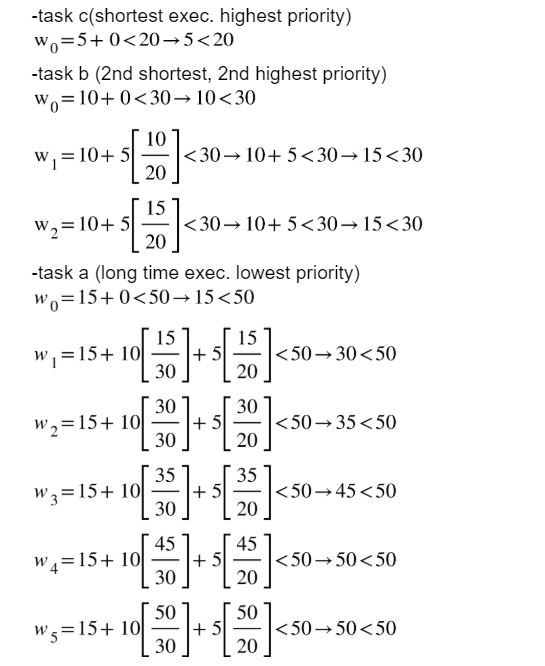 -task c(shortest exec. highest priority)
w₀=5+ 0<20→5<20
-task b (2nd shortest, 2nd highest priority)
w₀=10+ 0<30→10<30
w₁=10+ 5[10/20]<30→10+ 5<30→15<30
w₂=10+ 5[15/20]<30→10+ 5<30→15<30
-task a (long time exec. lowest priority)
w₀=15+ 0<50→15<50
w₁=15+ 10[15/30]+ 5[15/20]<50→30<50
w₂=15+ 10[30/30]+ 5[30/20]<50→35<50
w₃=15+ 10[35/30]+ 5[35/20]<50→45<50
w₄=15+ 10[45/30]+ 5[45/20]<50→50<50
w₅=15+ 10[50/30]+ 5[50/20]<50→50<50